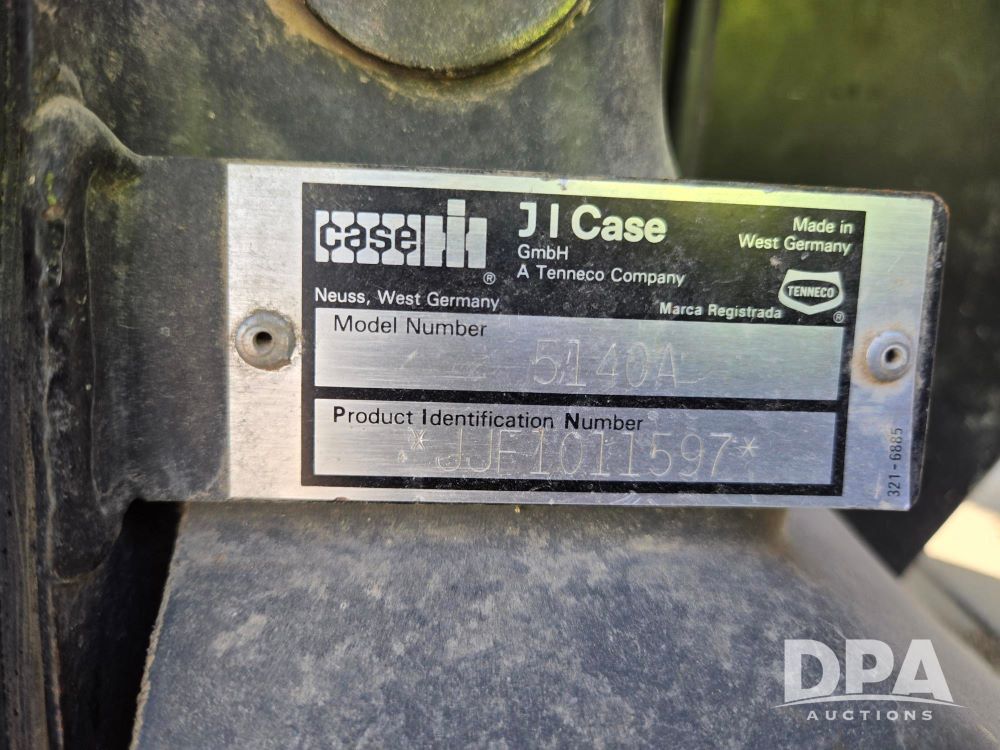 case IH ®
J I Case
GmbH
A Tenneco Company
Made in
West Germany
TENNECO
®
Neuss, West Germany
Marca Registrada
Model Number
5140A
Product Identification Number
*JJF1011597*
321-6885
DPA
AUCTIONS